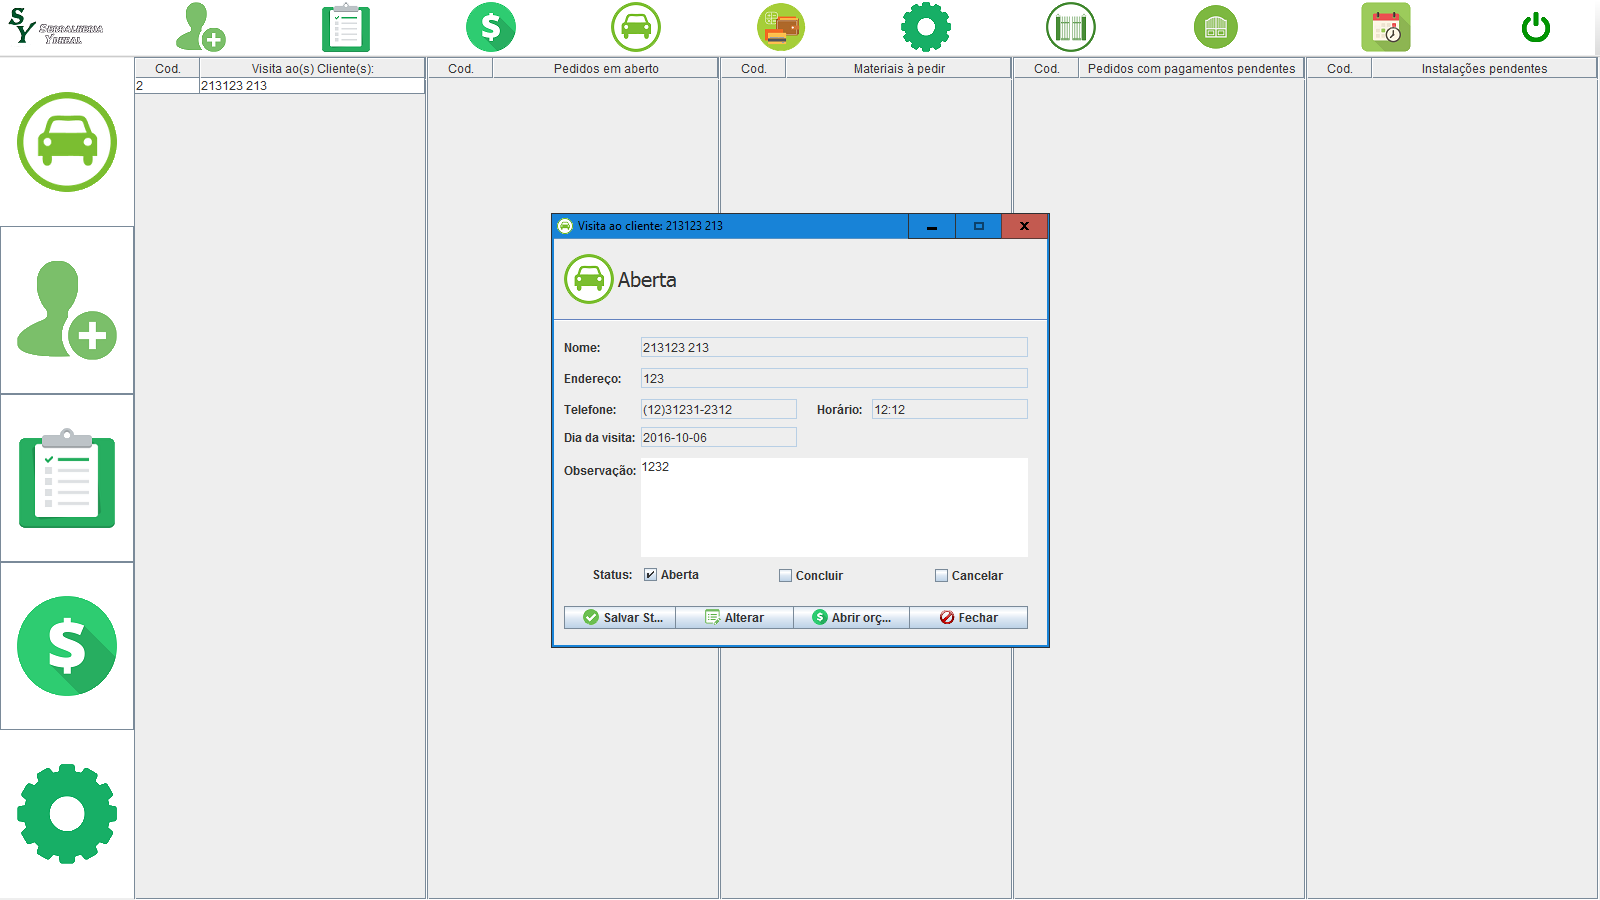 SY SERRALHERIA
Cod. Visita ao(s) Cliente(s): Cod. Pedidos em aberto Cod. Materiais à pedir Cod. Pedidos com pagamentos pendentes Cod. Instalações pendentes
2 213123 213
Visita ao cliente: 213123 213
Aberta
Nome: 213123 213
Endereço: 123
Telefone: (12)31231-2312 Horário: 12:12
Dia da visita: 2016-10-06
Observação: 1232
Status: Aberta Concluir Cancelar
Salvar St... Alterar Abrir orç... Fechar